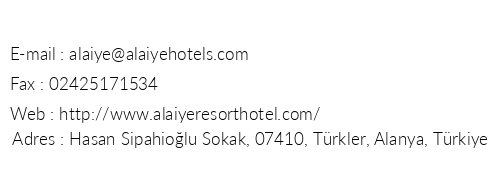 E-mail : alaiye@alaiyehotels.com
Fax : 02425171534
Web : http://www.alaiyeresorthotel.com/
Adres : Hasan Sipahioğlu Sokak, 07410, Türkler, Alanya, Türkiye